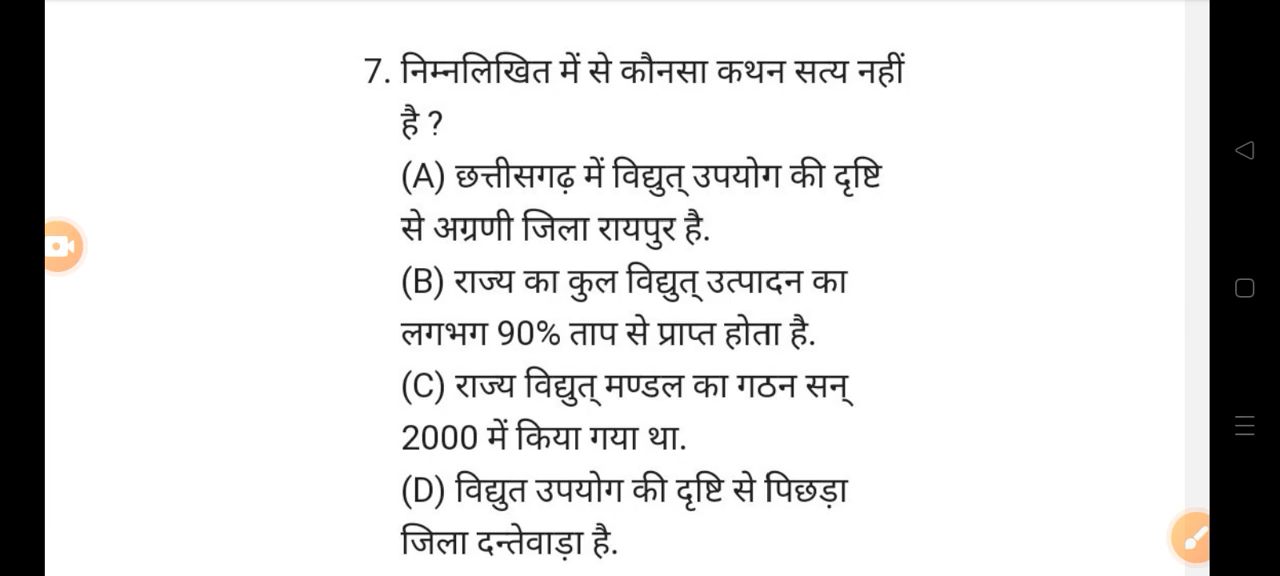 7. निम्नलिखित में से कौनसा कथन सत्य नहीं
है ?
(A) छत्तीसगढ़ में विद्युत् उपयोग की दृष्टि
से अग्रणी जिला रायपुर है.
(B) राज्य का कुल विद्युत् उत्पादन का
लगभग 90% ताप से प्राप्त होता है.
(C) राज्य विद्युत् मण्डल का गठन सन्
2000 में किया गया था.
(D) विद्युत उपयोग की दृष्टि से पिछड़ा
जिला दन्तेवाड़ा है.